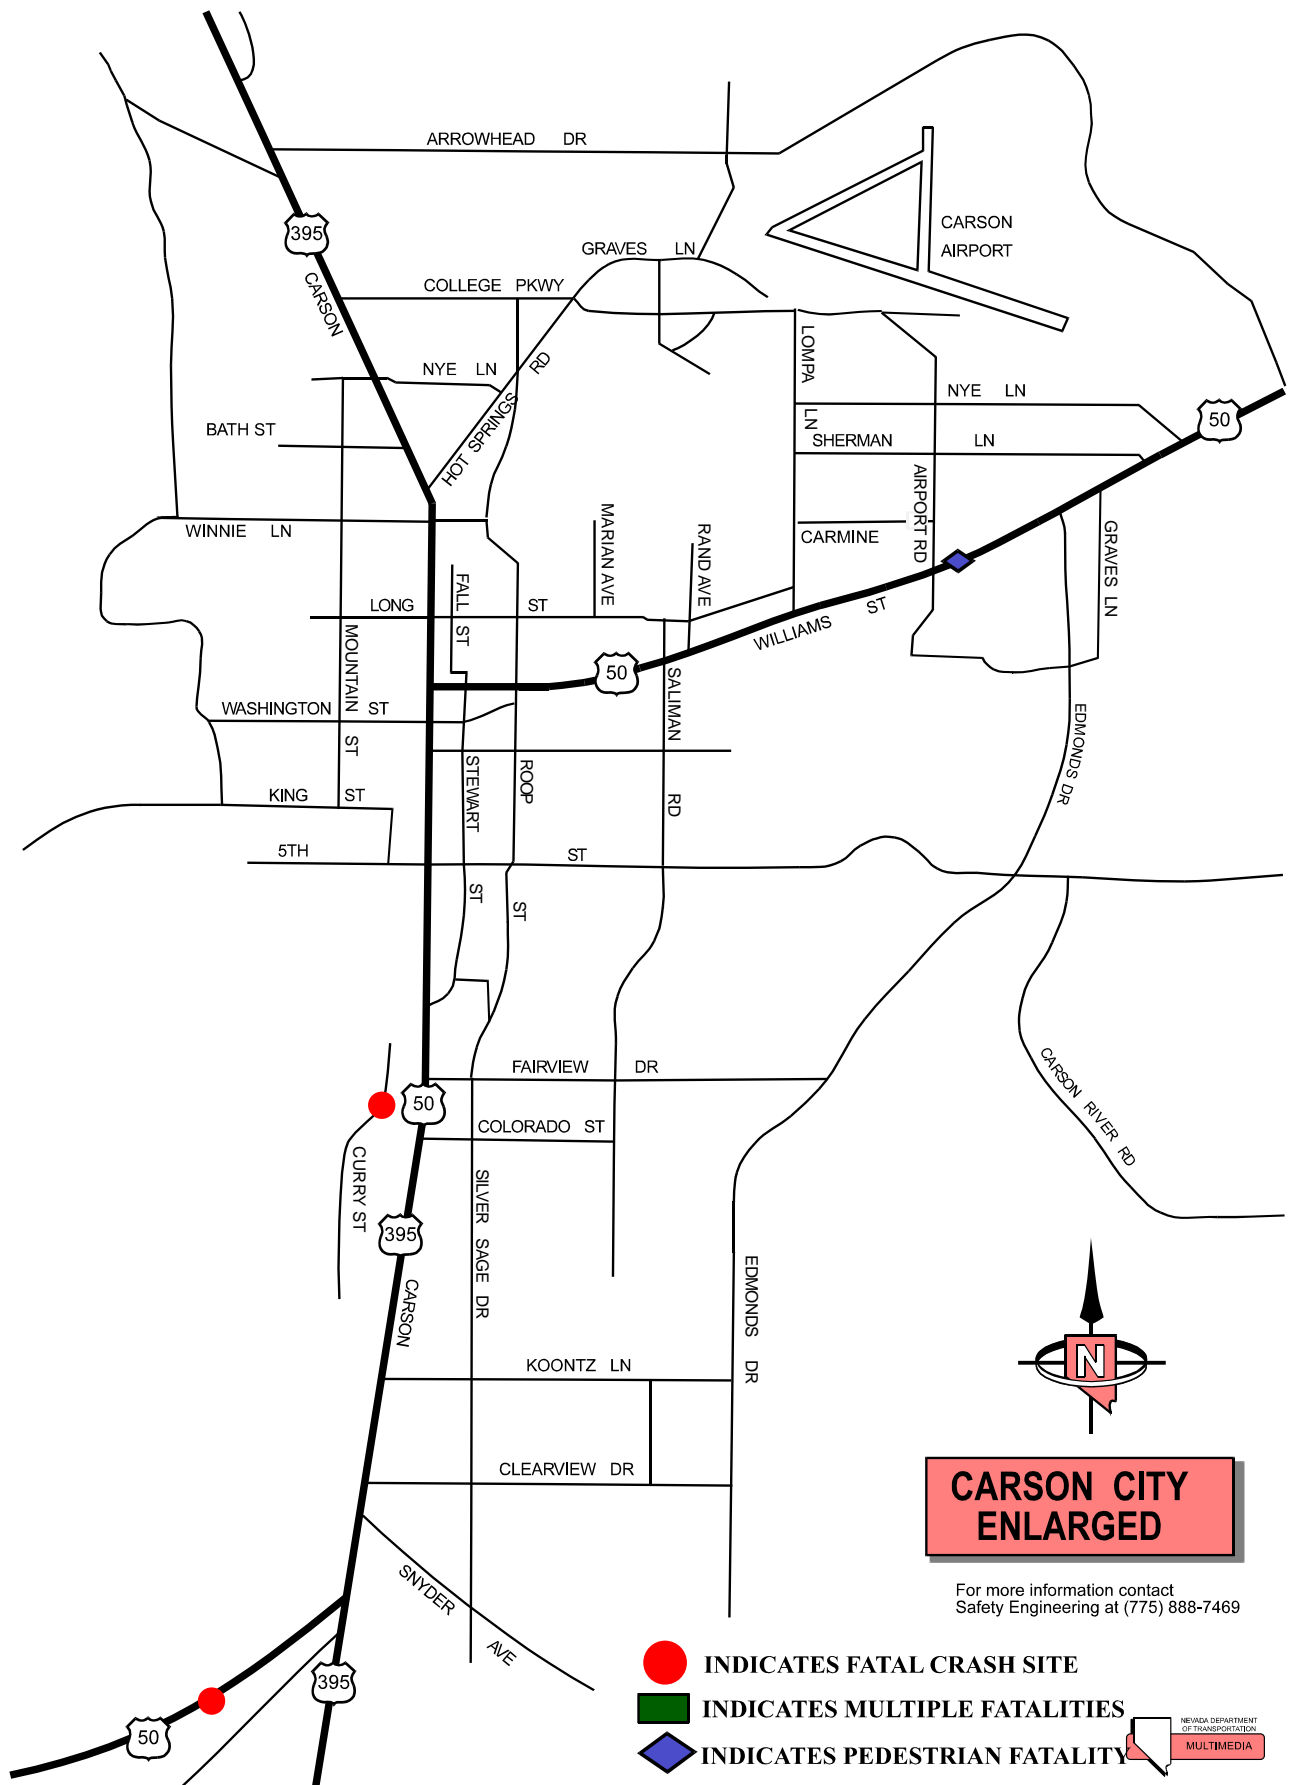 ARROWHEAD DR
395
CARSON
AIRPORT
GRAVES LN
COLLEGE PKWY
CARSON
LOMPA
LN
NYE LN
HOT SPRINGS RD
NYE LN
50
BATH ST
SHERMAN LN
AIRPORT RD
WINNIE LN
MARIAN AVE
RAND AVE
CARMINE
GRAVES LN
FALL ST
LONG ST
WILLIAMS ST
MOUNTAIN ST
50
SALIMAN RD
WASHINGTON ST
EDMONDS DR
STEWART ST
ROOP ST
KING ST
5TH ST
FAIRVIEW DR
CARSON RIVER RD
50
COLORADO ST
CURRY ST
SILVER SAGE DR
395
CARSON
EDMONDS DR
KOONTZ LN
N
CLEARVIEW DR
CARSON CITY
ENLARGED
SNYDER AVE
For more information contact
Safety Engineering at (775) 888-7469
395
50
INDICATES FATAL CRASH SITE
INDICATES MULTIPLE FATALITIES
INDICATES PEDESTRIAN FATALITY
NEVADA DEPARTMENT
OF TRANSPORTATION
MULTIMEDIA